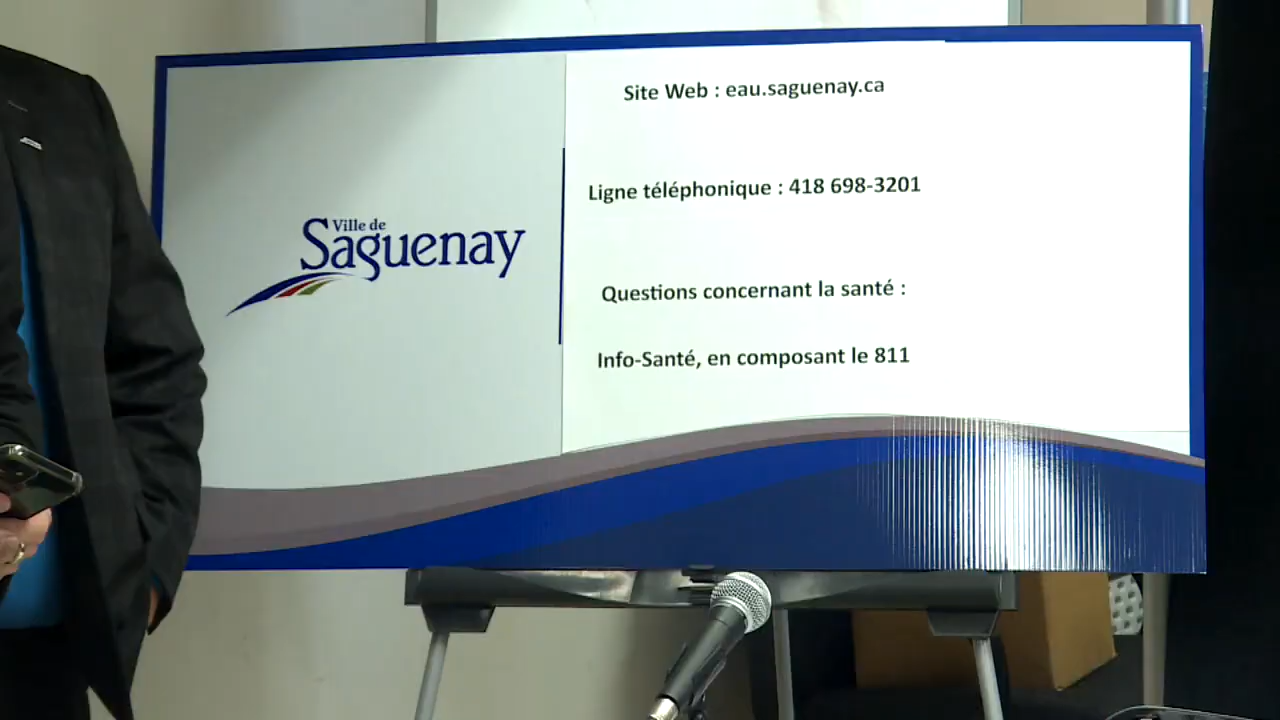 Ville de
Saguenay
Site Web : eau.saguenay.ca
Ligne téléphonique : 418 698-3201
Questions concernant la santé :
Info-Santé, en composant le 811